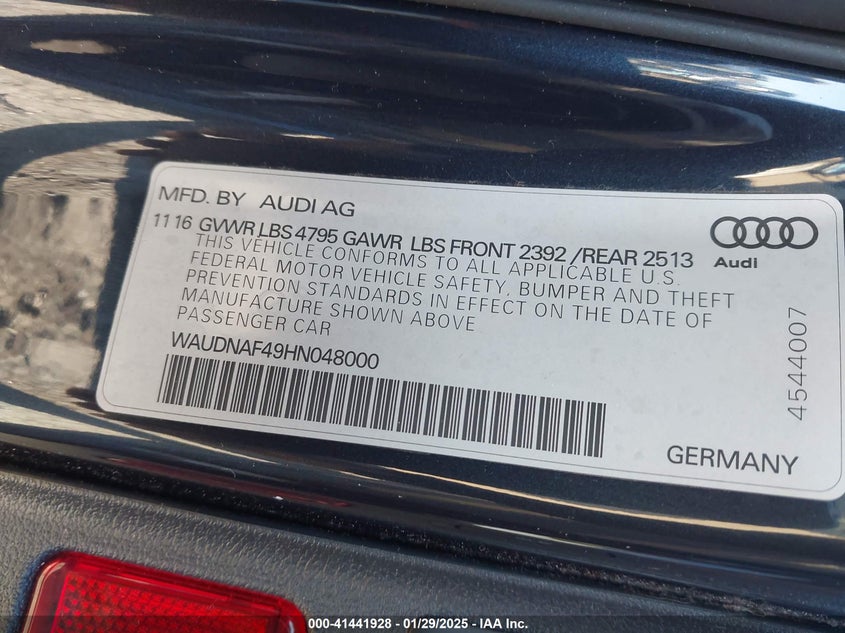 MFD. BY AUDI AG
11 16 GVWR LBS 4795 GAWR LBS FRONT 2392 /REAR 2513
THIS VEHICLE CONFORMS TO ALL APPLICABLE U.S.
FEDERAL MOTOR VEHICLE SAFETY, BUMPER AND THEFT
PREVENTION STANDARDS IN EFFECT ON THE DATE OF
MANUFACTURE SHOWN ABOVE.
PASSENGER CAR
WAUDNAF49HN048000
Audi
4544007
GERMANY
000-41441928 - 01/29/2025 - IAA Inc.